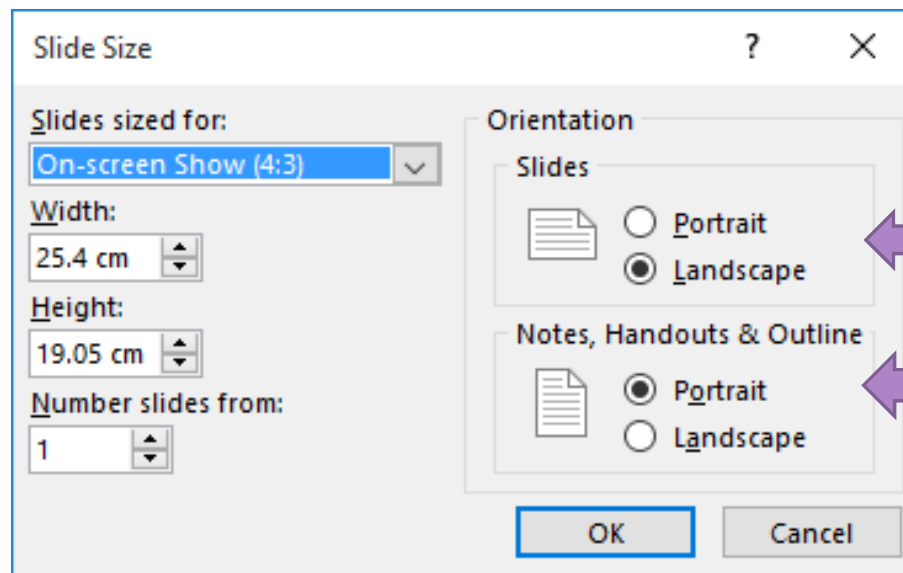 Slide Size
?
Slides sized for:
On-screen Show (4:3)
Width:
25.4 cm
Height:
19.05 cm
Number slides from:
1
Orientation
Slides
Portrait
Landscape
Notes, Handouts & Outline
Portrait
Landscape
OK
Cancel